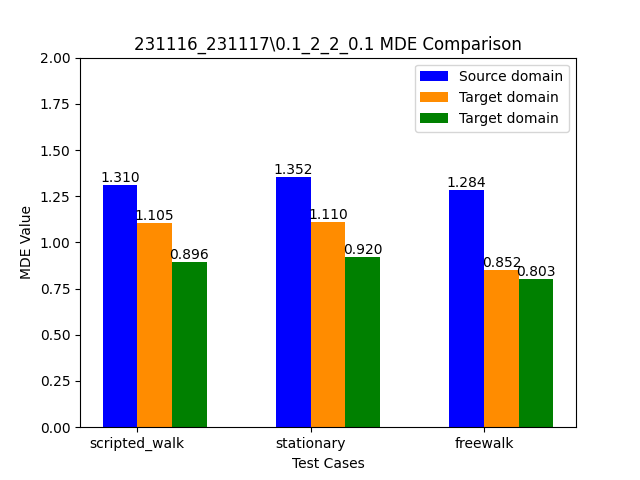 231116_231117\0.1_2_2_0.1 MDE Comparison
2.00
1.75
1.50
1.25
1.00
0.75
0.50
0.25
0.00
MDE Value
Source domain
Target domain
Target domain
1.310
1.105
0.896
1.352
1.110
0.920
1.284
0.852
0.803
scripted_walk
stationary
freewalk
Test Cases